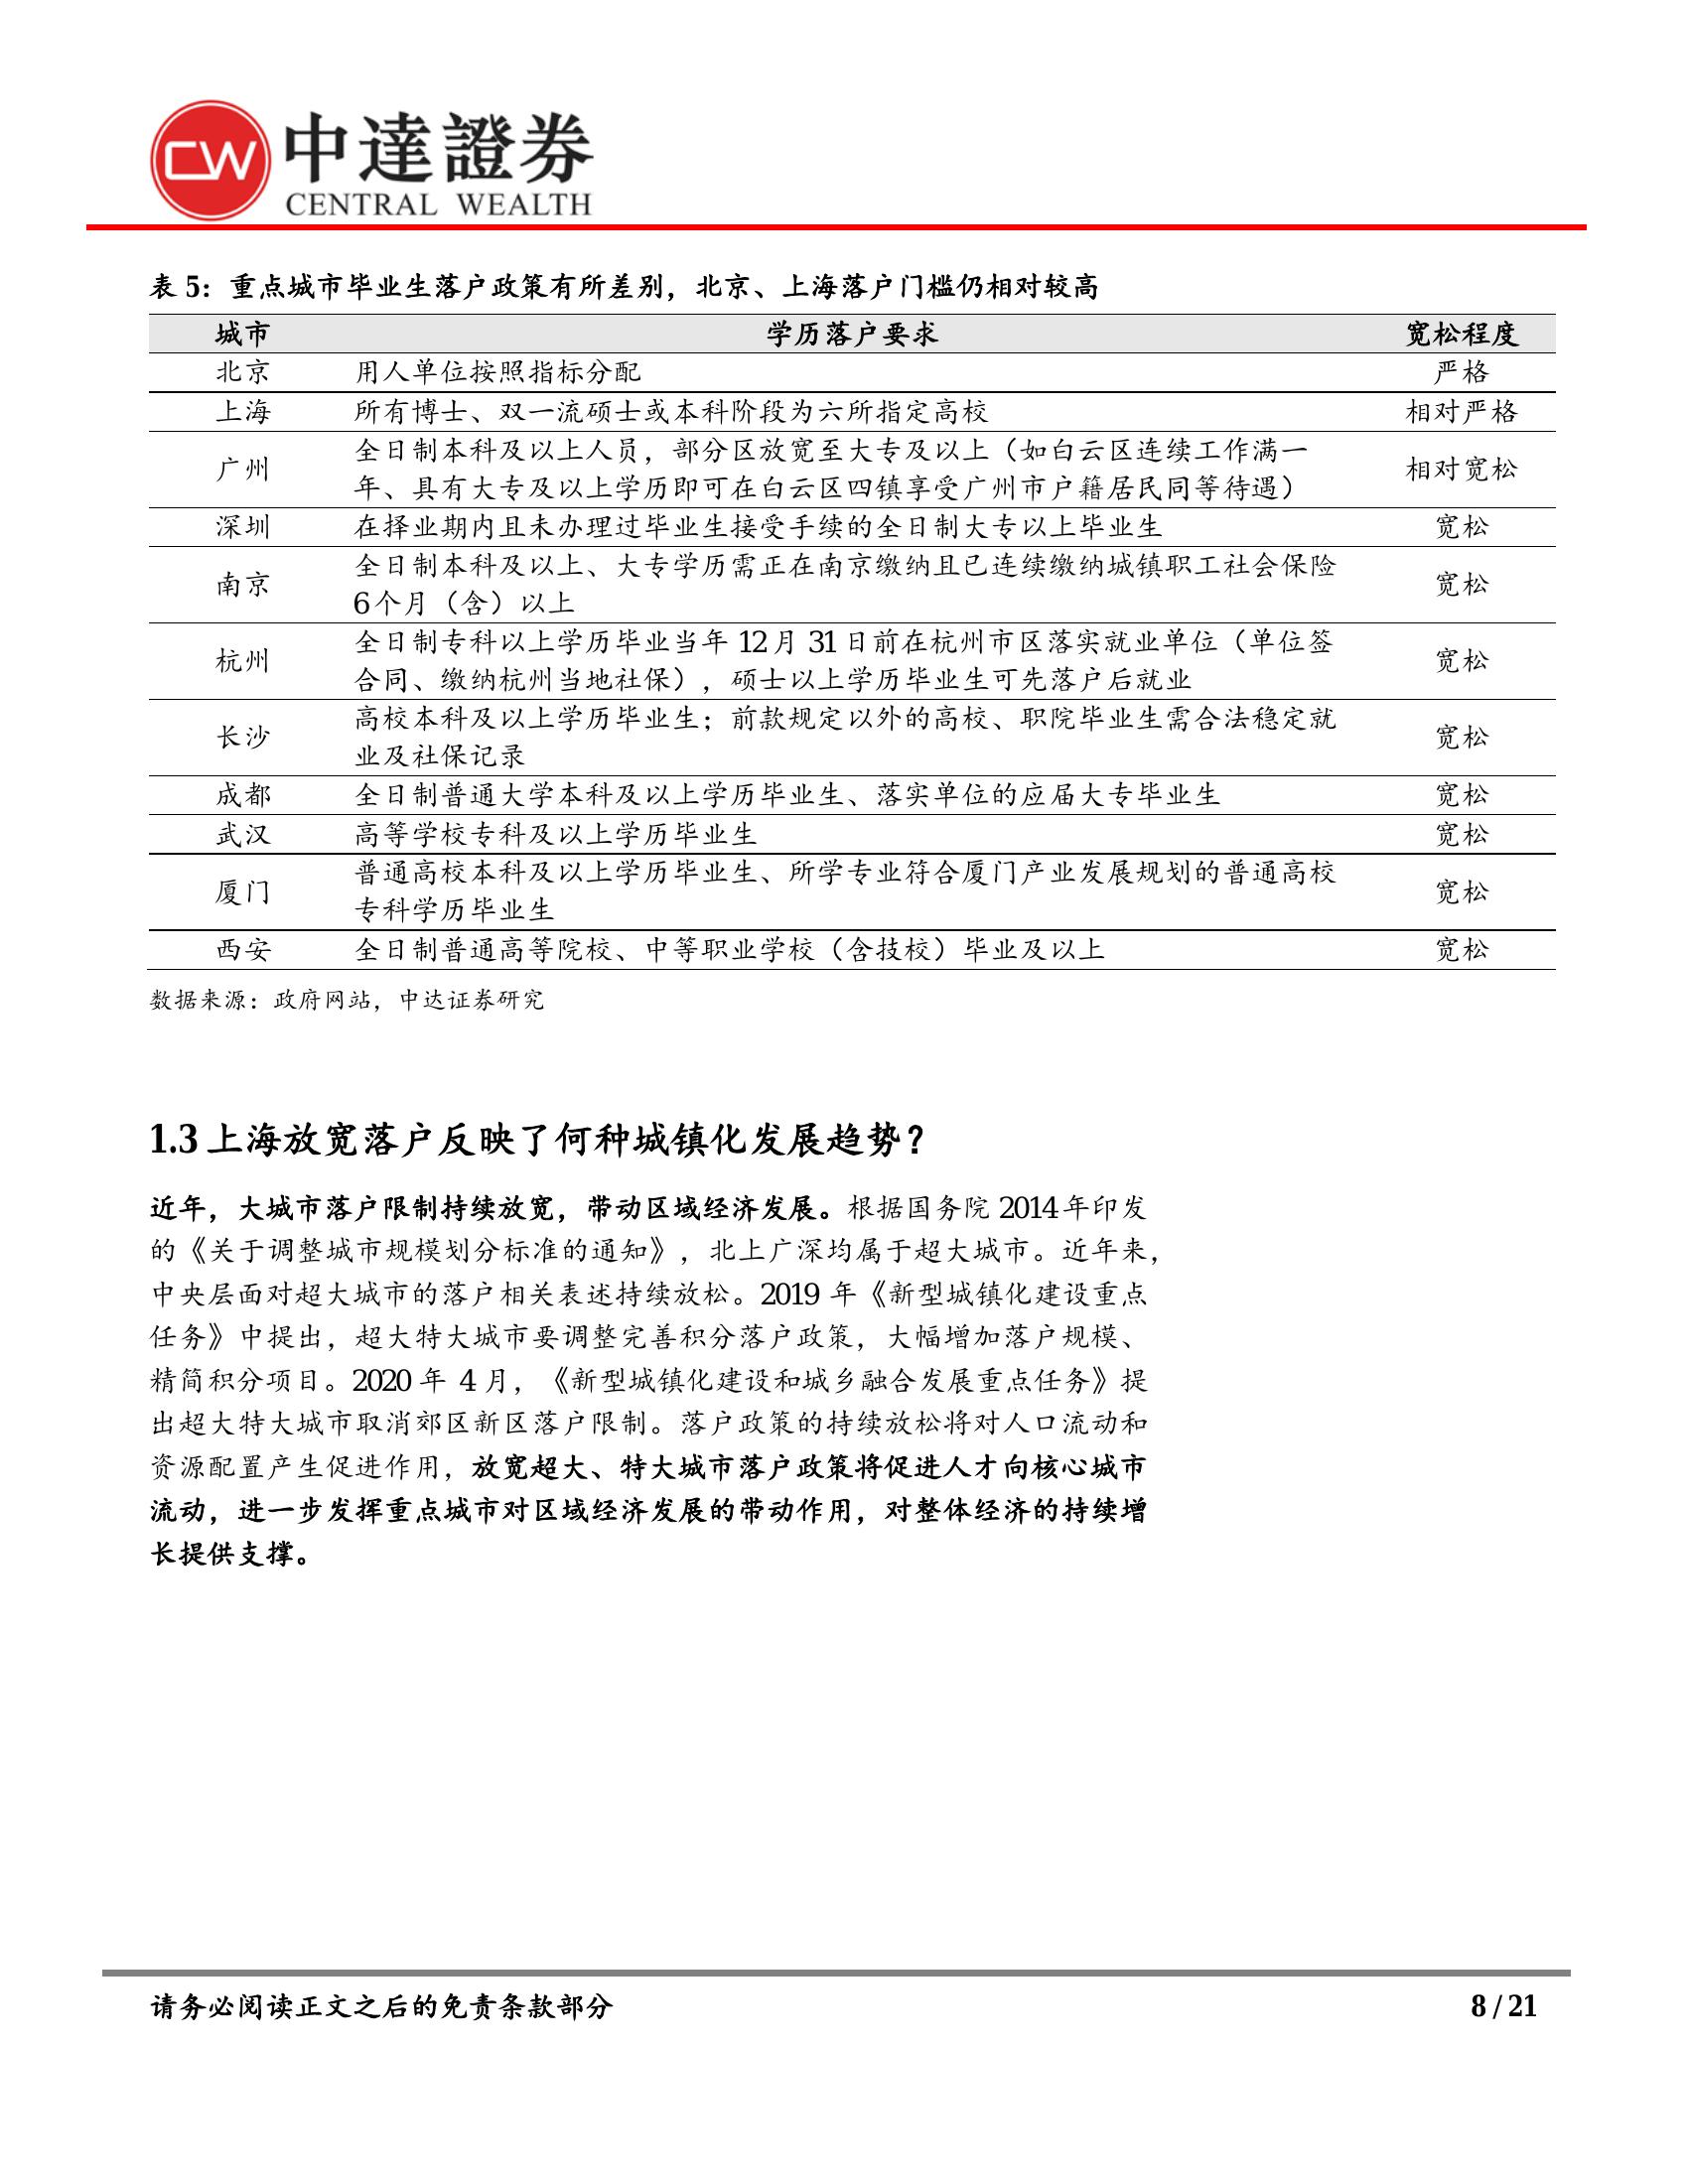 CW 中達證券
CENTRAL WEALTH
表 5：重点城市毕业生落户政策有所差别，北京、上海落户门槛仍相对较高
城市 学历落户要求 宽松程度
北京 用人单位按照指标分配 严格
上海 所有博士、双一流硕士或本科阶段为六所指定高校 相对严格
广州 全日制本科及以上人员，部分区放宽至大专及以上（如白云区连续工作满一
年、具有大专及以上学历即可在白云区四镇享受广州市户籍居民同等待遇） 相对宽松
深圳 在择业期内且未办理过毕业生接受手续的全日制大专以上毕业生 宽松
南京 全日制本科及以上、大专学历需正在南京缴纳且已连续缴纳城镇职工社会保险
6 个月（含）以上 宽松
杭州 全日制专科以上学历毕业当年 12 月 31 日前在杭州市区落实就业单位（单位签
合同、缴纳杭州当地社保），硕士以上学历毕业生可先落户后就业 宽松
长沙 高校本科及以上学历毕业生；前款规定以外的高校、职院毕业生需合法稳定就
业及社保记录 宽松
成都 全日制普通大学本科及以上学历毕业生、落实单位的应届大专毕业生 宽松
武汉 高等学校专科及以上学历毕业生 宽松
厦门 普通高校本科及以上学历毕业生、所学专业符合厦门产业发展规划的普通高校
专科学历毕业生 宽松
西安 全日制普通高等院校、中等职业学校（含技校）毕业及以上 宽松
数据来源：政府网站，中达证券研究
1.3 上海放宽落户反映了何种城镇化发展趋势？
近年，大城市落户限制持续放宽，带动区域经济发展。根据国务院 2014 年印发
的《关于调整城市规模划分标准的通知》，北上广深均属于超大城市。近年来，
中央层面对超大城市的落户相关表述持续放松。2019 年《新型城镇化建设重点
任务》中提出，超大特大城市要调整完善积分落户政策，大幅增加落户规模、
精简积分项目。2020 年 4 月，《新型城镇化建设和城乡融合发展重点任务》提
出超大特大城市取消郊区新区落户限制。落户政策的持续放松将对人口流动和
资源配置产生促进作用，放宽超大、特大城市落户政策将促进人才向核心城市
流动，进一步发挥重点城市对区域经济发展的带动作用，对整体经济的持续增
长提供支撑。
请务必阅读正文之后的免责条款部分 8 / 21